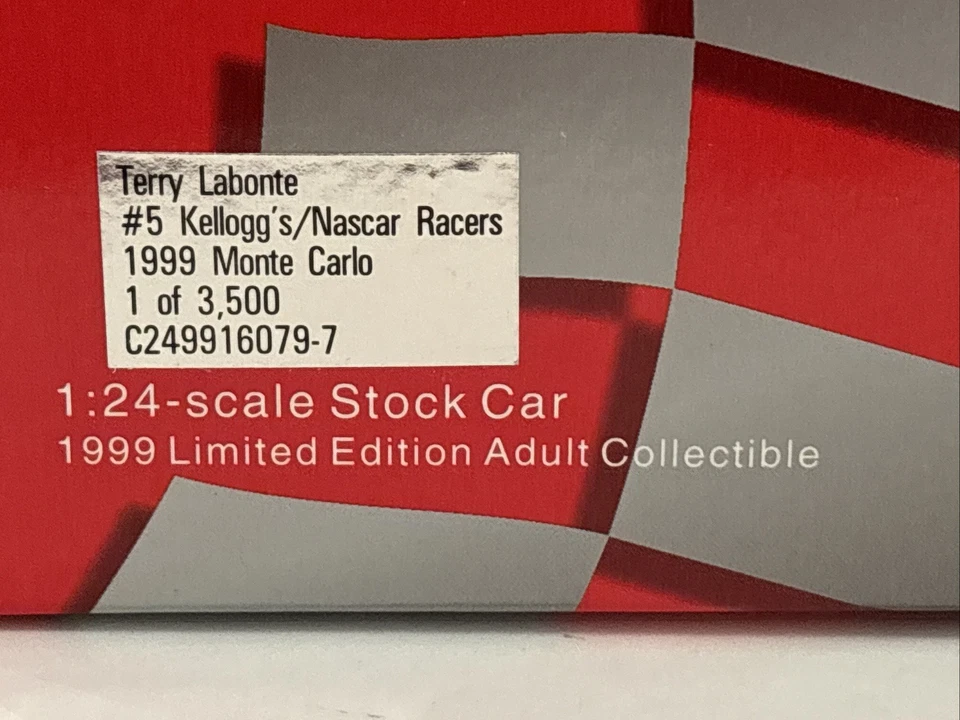 Terry Labonte
#5 Kellogg's/Nascar Racers
1999 Monte Carlo
1 of 3,500
C249916079-7
1:24-scale Stock Car
1999 Limited Edition Adult Collectible